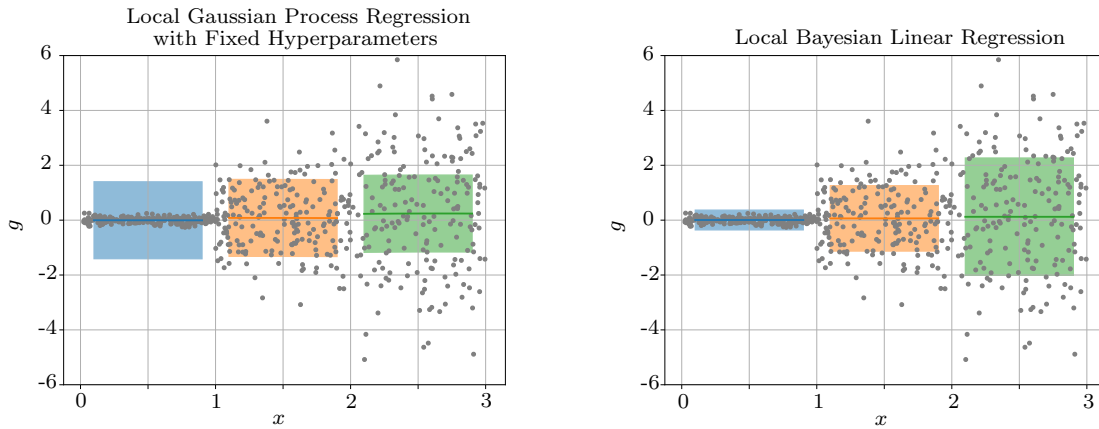 Local Gaussian Process Regression
with Fixed Hyperparameters
6
4
2
0
-2
-4
-6
g
0 1 2 3
x
Local Bayesian Linear Regression
6
4
2
0
-2
-4
-6
g
0 1 2 3
x